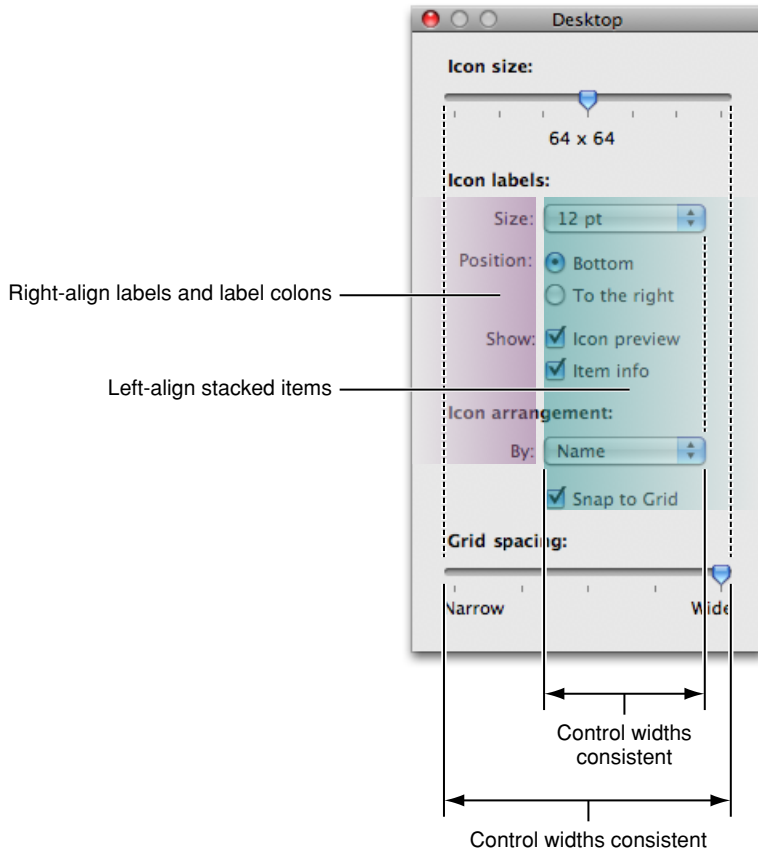 Desktop
Icon size:
64 x 64
Icon labels:
Size: 12 pt
Position: Bottom
To the right
Right-align labels and label colons
Show: Icon preview
Item info
Left-align stacked items
Icon arrangement:
By: Name
Snap to Grid
Grid spacing:
Narrow Wide
Control widths
consistent
Control widths consistent